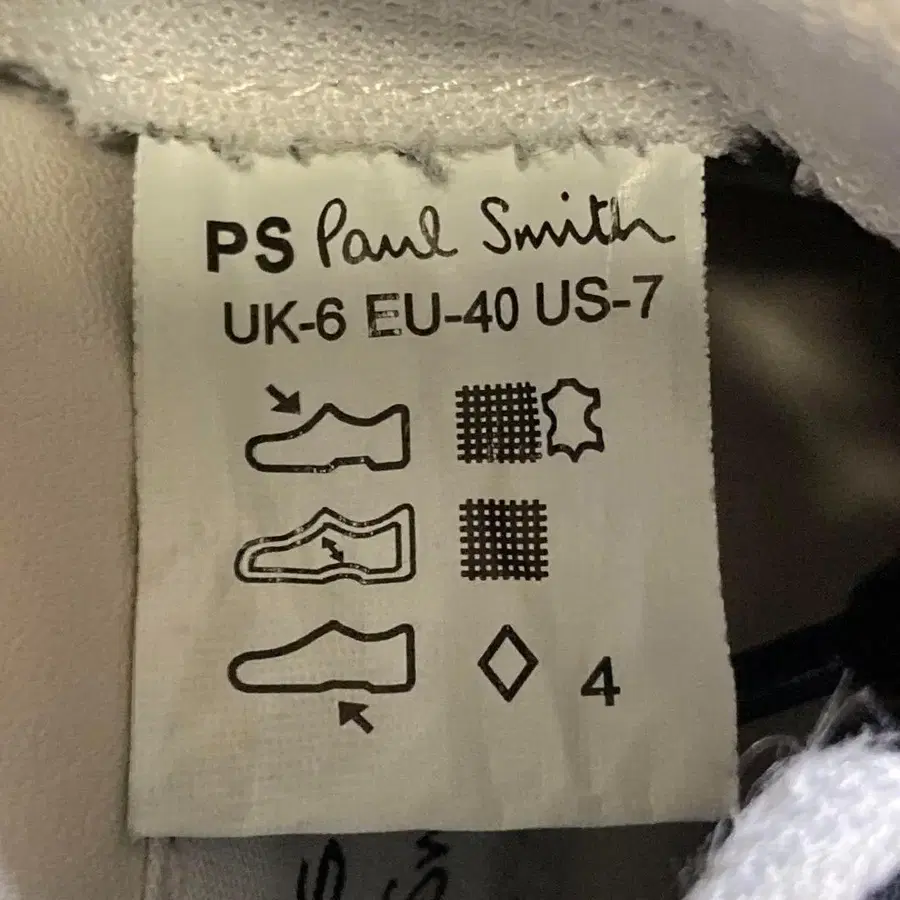 PS Paul Smith
UK-6 EU-40 US-7
4